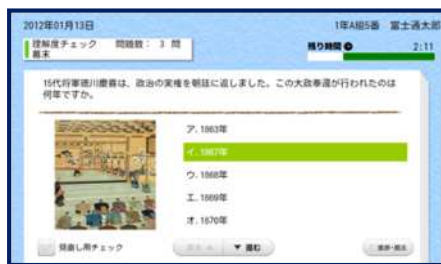 2012年01月13日
1年A組5番 富士通太郎
理解度チェック 問題数： 3 問
幕末
残り時間 2:11
15代将軍徳川慶喜は、政治の実権を朝廷に返しました。この大政奉還が行われたのは
何年ですか。
ア. 1863年
イ. 1867年
ウ. 1868年
エ. 1869年
オ. 1870年
見直し用チェック
戻る ▲
▼ 進む